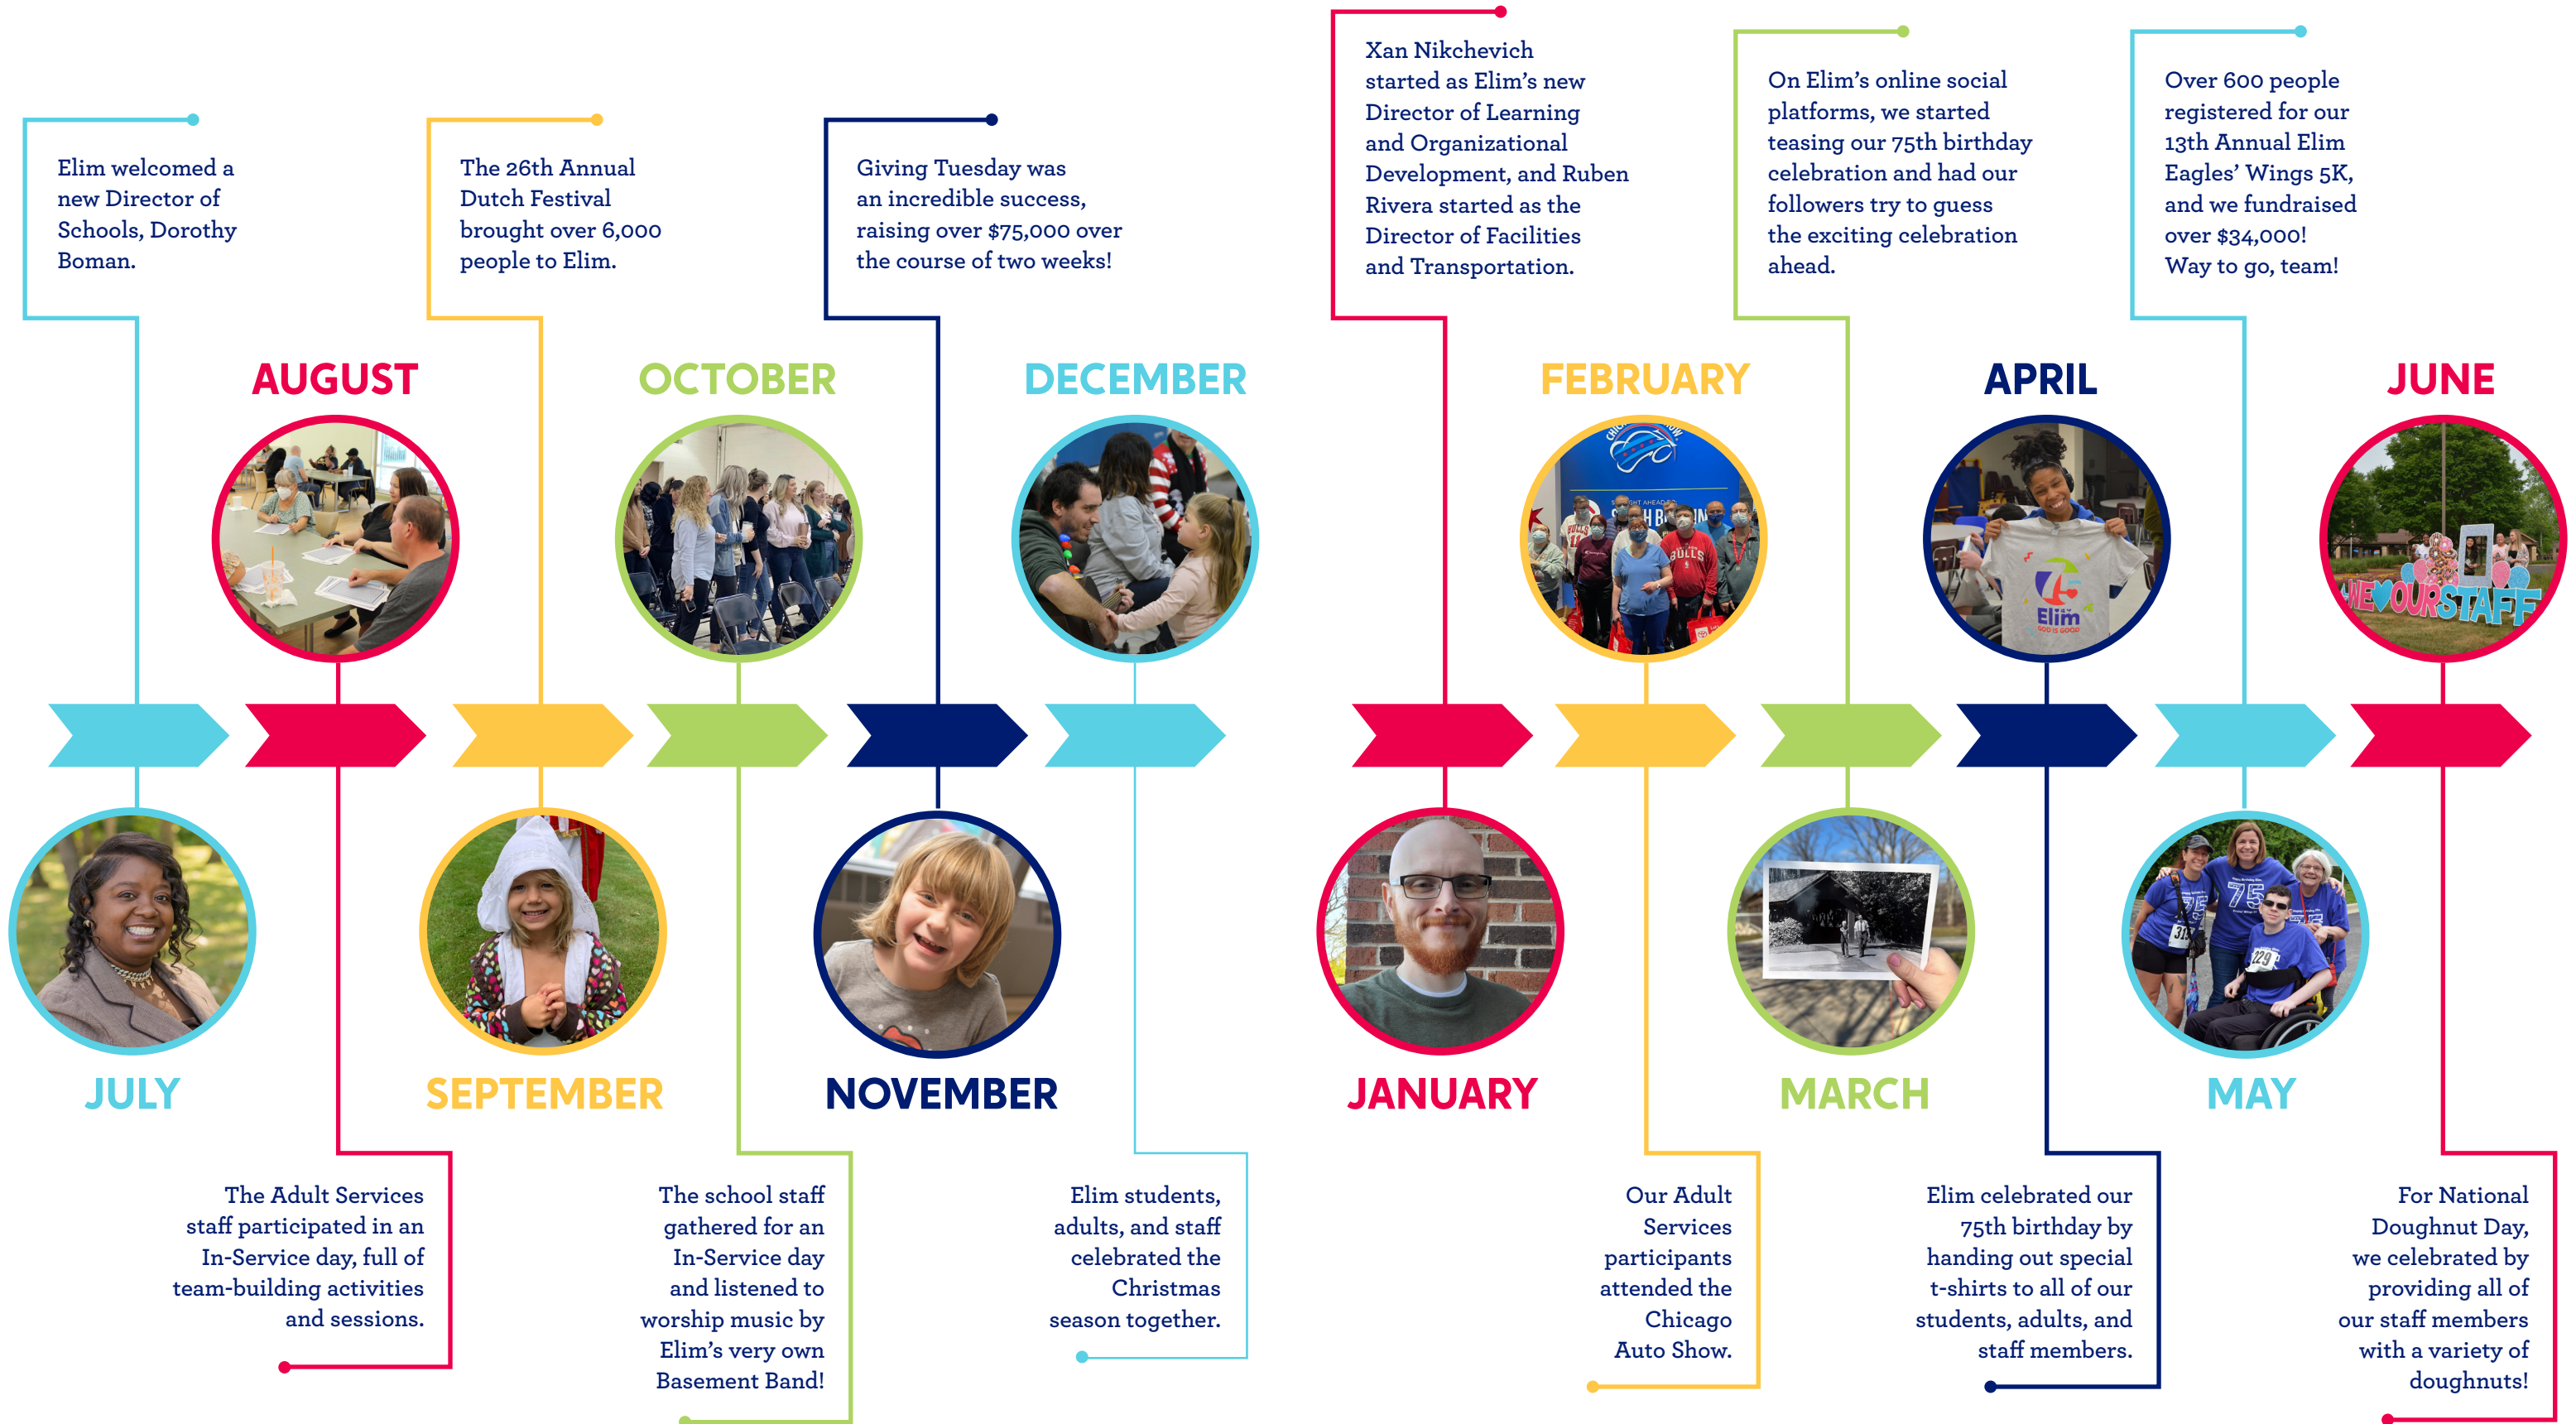 Elim welcomed a
new Director of
Schools, Dorothy
Boman.
JULY
AUGUST
The Adult Services
staff participated in an
In-Service day, full of
team-building activities
and sessions.
The 26th Annual
Dutch Festival
brought over 6,000
people to Elim.
SEPTEMBER
OCTOBER
The school staff
gathered for an
In-Service day
and listened to
worship music by
Elim’s very own
Basement Band!
Giving Tuesday was
an incredible success,
raising over $75,000 over
the course of two weeks!
NOVEMBER
DECEMBER
Elim students,
adults, and staff
celebrated the
Christmas
season together.
Xan Nikchevich
started as Elim’s new
Director of Learning
and Organizational
Development, and Ruben
Rivera started as the
Director of Facilities
and Transportation.
JANUARY
FEBRUARY
BULLS
BULLS
Our Adult
Services
participants
attended the
Chicago
Auto Show.
On Elim’s online social
platforms, we started
teasing our 75th birthday
celebration and had our
followers try to guess
the exciting celebration
ahead.
MARCH
APRIL
75
Elim
GOD IS GOOD
Elim celebrated our
75th birthday by
handing out special
t-shirts to all of our
students, adults, and
staff members.
Over 600 people
registered for our
13th Annual Elim
Eagles’ Wings 5K,
and we fundraised
over $34,000!
Way to go, team!
75
75
229
MAY
JUNE
WE OUR STAFF
For National
Doughnut Day,
we celebrated by
providing all of
our staff members
with a variety of
doughnuts!